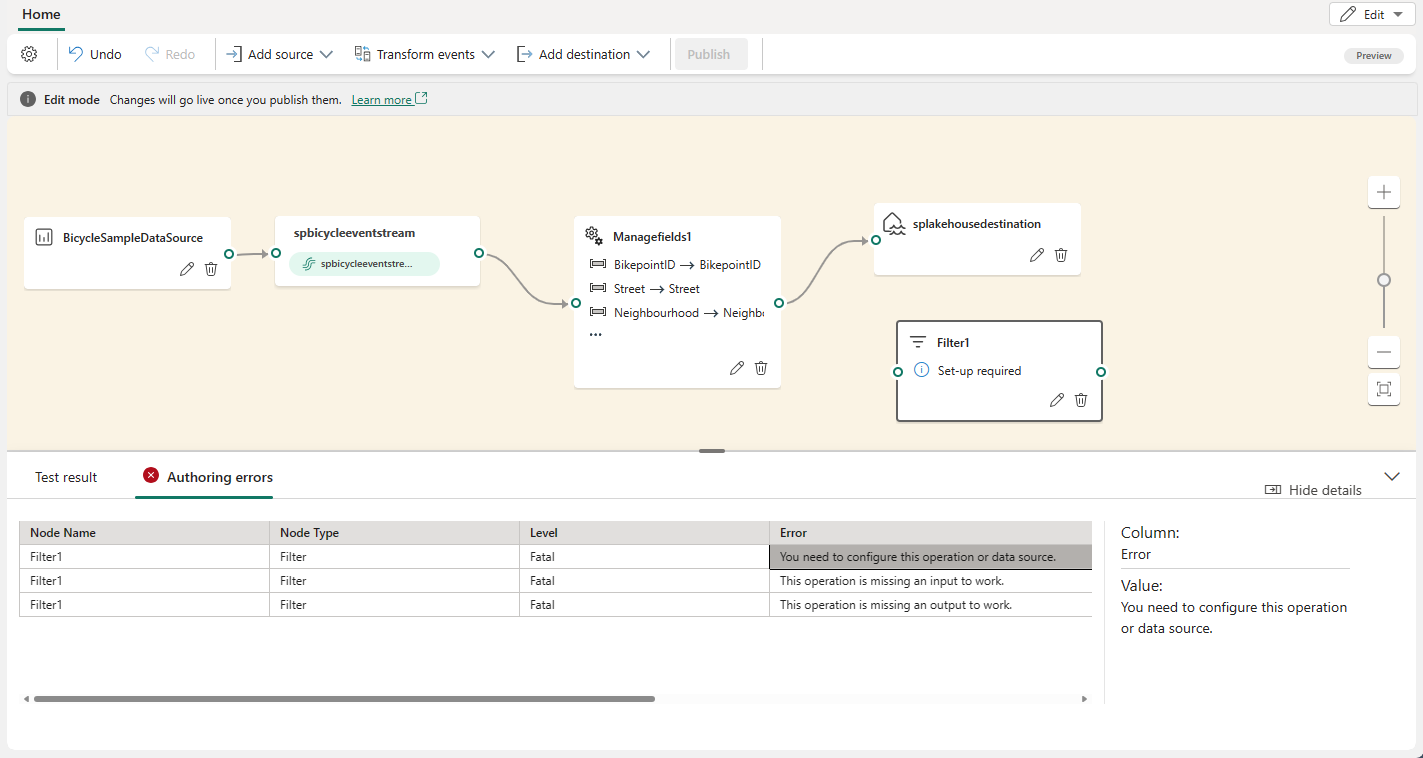 Home
Edit
Undo
Redo
Add source
Transform events
Add destination
Publish
Preview
Edit mode Changes will go live once you publish them. Learn more
BicycleSampleDataSource
spbicycleeventstream
spbicycleeventstre...
Managefields1
BikepointID → BikepointID
Street → Street
Neighbourhood → Neighbo
...
splakehousedestination
Filter1
Set-up required
Test result
Authoring errors
Hide details
Node Name Node Type Level Error
Filter1 Filter Fatal You need to configure this operation or data source.
Filter1 Filter Fatal This operation is missing an input to work.
Filter1 Filter Fatal This operation is missing an output to work.
Column:
Error
Value:
You need to configure this operation
or data source.